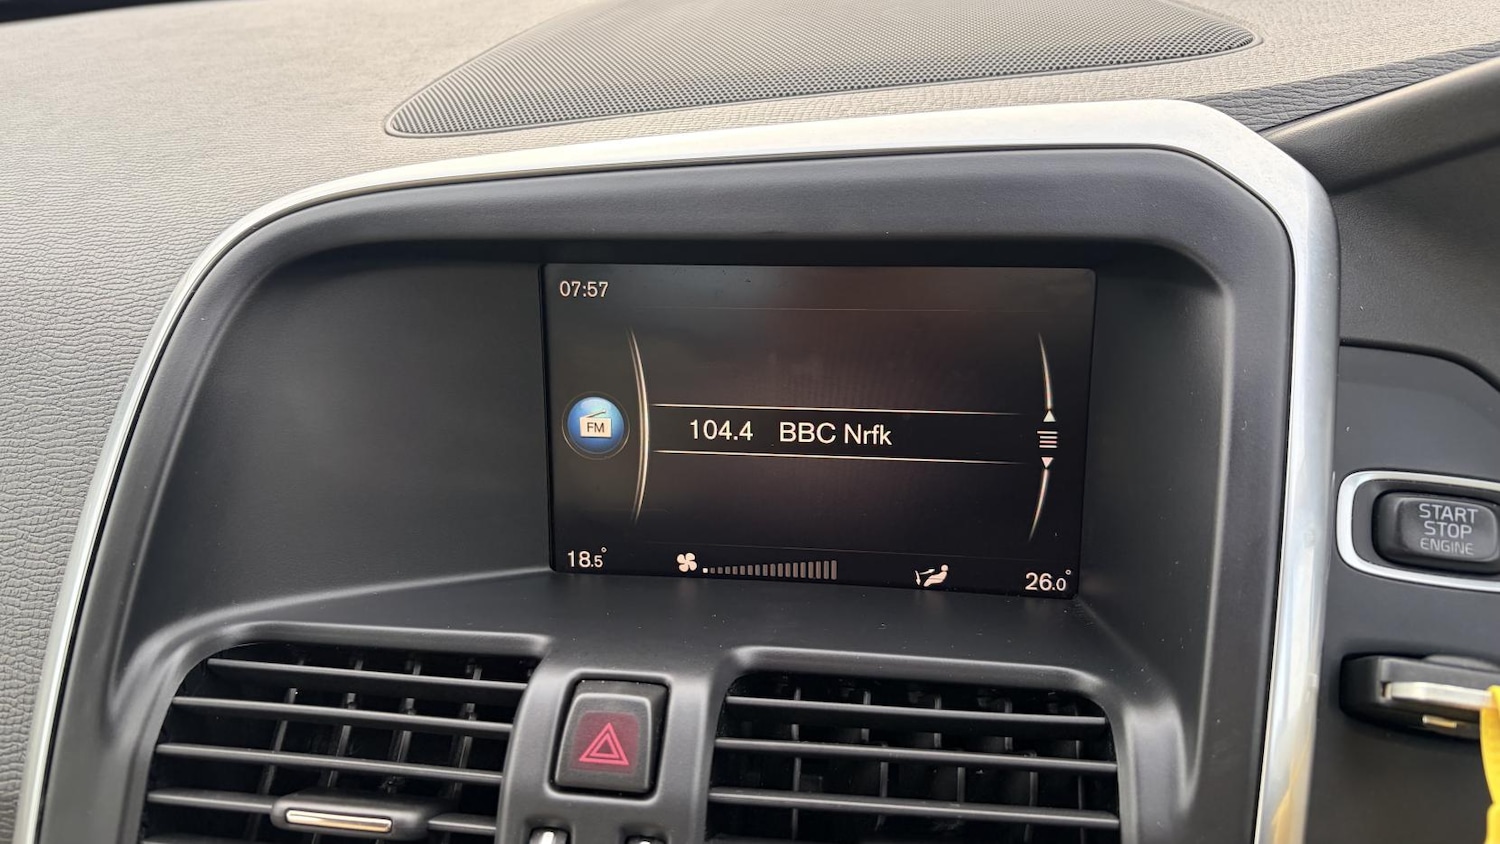 07:57
FM
104.4 BBC Nrfk
18.5°
26.0°
START
STOP
ENGINE